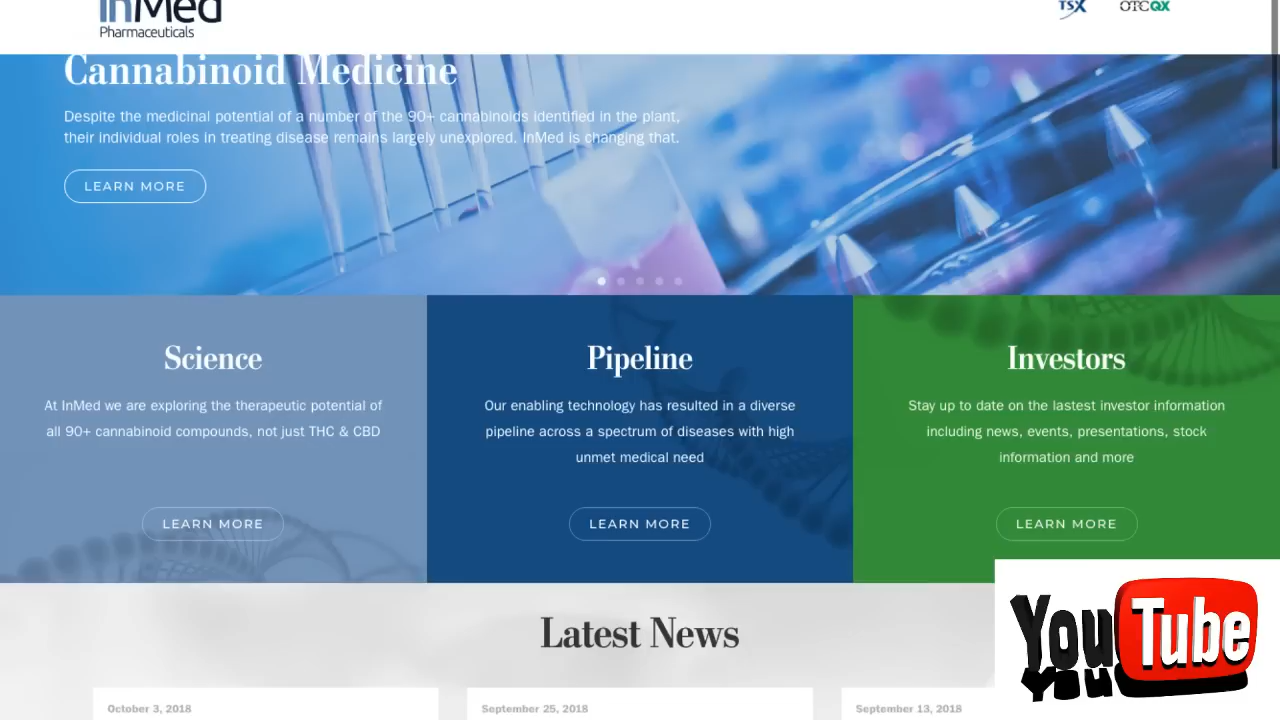 InMed
Pharmaceuticals
TSX
OTCQX
Cannabinoid Medicine
Despite the medicinal potential of a number of the 90+ cannabinoids identified in the plant,
their individual roles in treating disease remains largely unexplored. InMed is changing that.
LEARN MORE
Science
At InMed we are exploring the therapeutic potential of
all 90+ cannabinoid compounds, not just THC & CBD
LEARN MORE
Pipeline
Our enabling technology has resulted in a diverse
pipeline across a spectrum of diseases with high
unmet medical need
LEARN MORE
Investors
Stay up to date on the lastest investor information
including news, events, presentations, stock
information and more
LEARN MORE
Latest News
October 3, 2018
September 25, 2018
September 13, 2018
YouTube